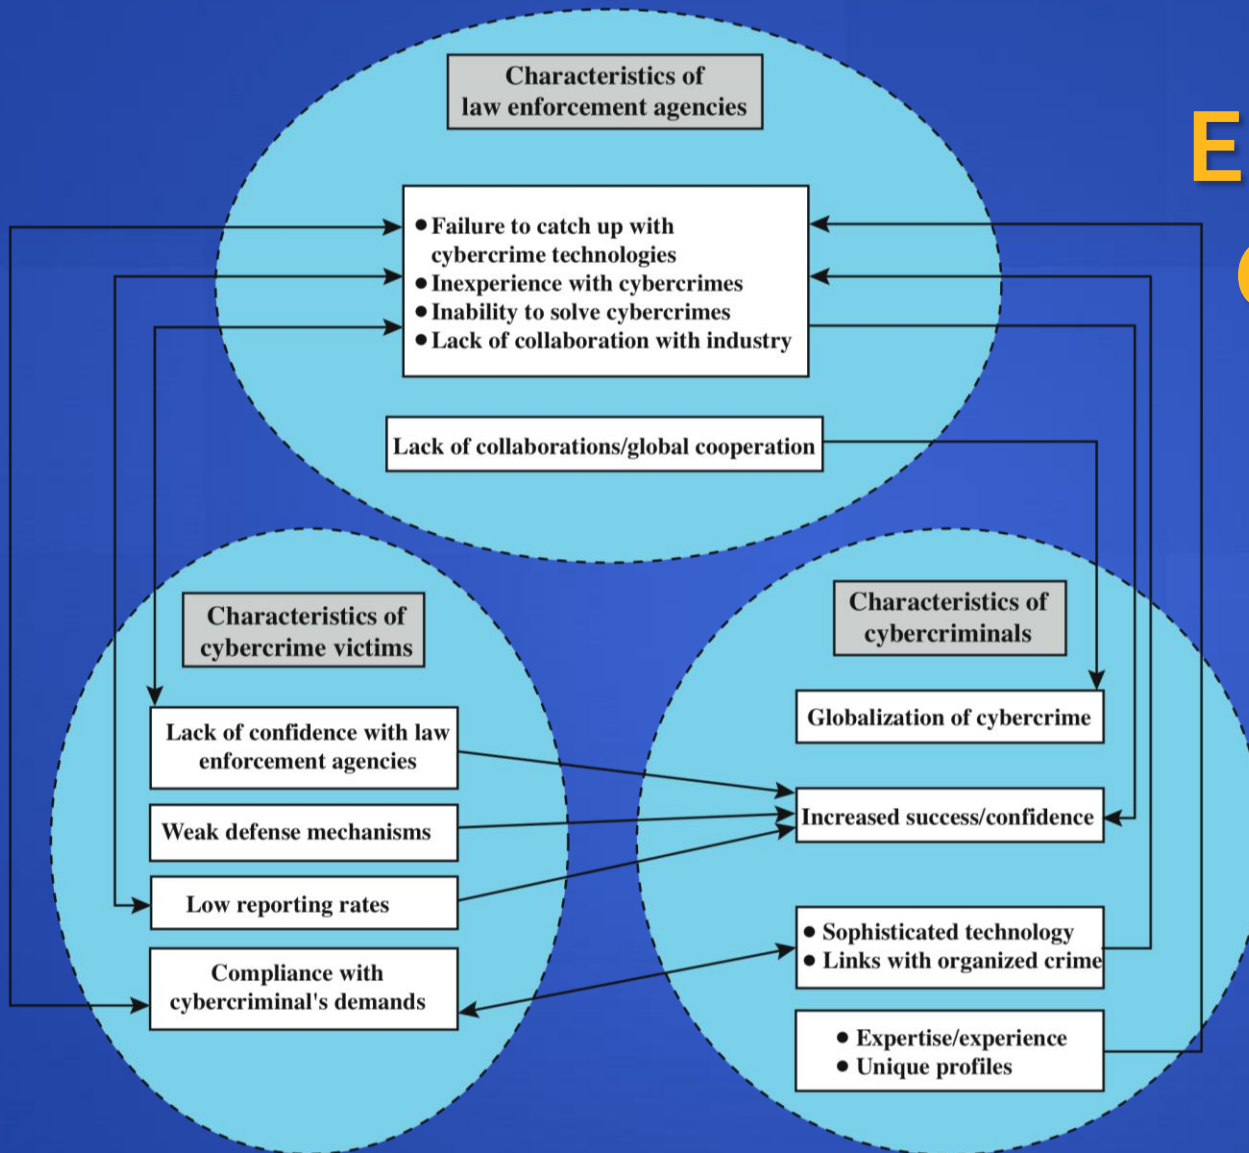 Characteristics of
law enforcement agencies
E
● Failure to catch up with
cybercrime technologies
● Inexperience with cybercrimes
● Inability to solve cybercrimes
● Lack of collaboration with industry
Lack of collaborations/global cooperation
Characteristics of
cybercrime victims
Lack of confidence with law
enforcement agencies
Weak defense mechanisms
Low reporting rates
Compliance with
cybercriminal's demands
Characteristics of
cybercriminals
Globalization of cybercrime
Increased success/confidence
● Sophisticated technology
● Links with organized crime
● Expertise/experience
● Unique profiles